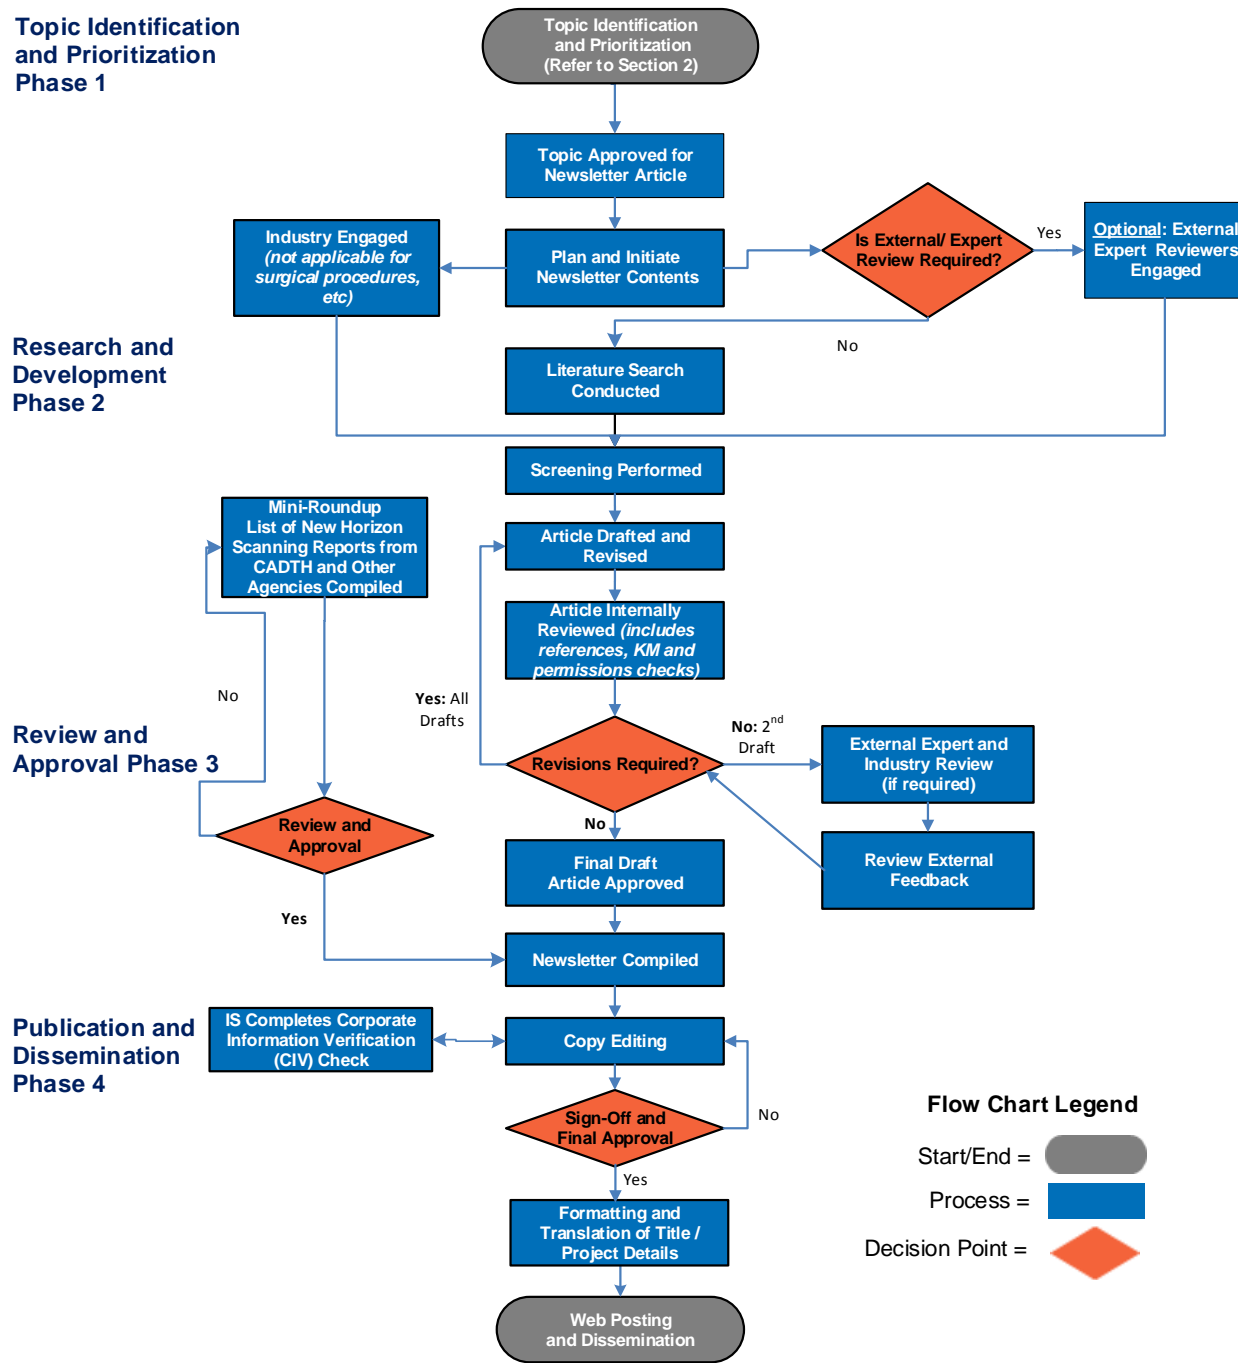 Topic Identification
and Prioritization
Phase 1
Topic Identification
and Prioritization
(Refer to Section 2)
Topic Approved for
Newsletter Article
Industry Engaged
(not applicable for
surgical procedures,
etc)
Plan and Initiate
Newsletter Contents
Is External/ Expert
Review Required?
Yes
Optional: External
Expert Reviewers
Engaged
No
Research and
Development
Phase 2
Literature Search
Conducted
Screening Performed
Mini-Roundup
List of New Horizon
Scanning Reports from
CADTH and Other
Agencies Compiled
Article Drafted and
Revised
Article Internally
Reviewed (includes
references, KM and
permissions checks)
No
Yes: All
Drafts
Review and
Approval Phase 3
Revisions Required?
No: 2nd
Draft
External Expert and
Industry Review
(if required)
Review and
Approval
No
Final Draft
Article Approved
Review External
Feedback
Yes
Newsletter Compiled
Publication and
Dissemination
Phase 4
IS Completes Corporate
Information Verification
(CIV) Check
Copy Editing
Sign-Off and
Final Approval
No
Yes
Formatting and
Translation of Title /
Project Details
Web Posting
and Dissemination
Flow Chart Legend
Start/End =
Process =
Decision Point =